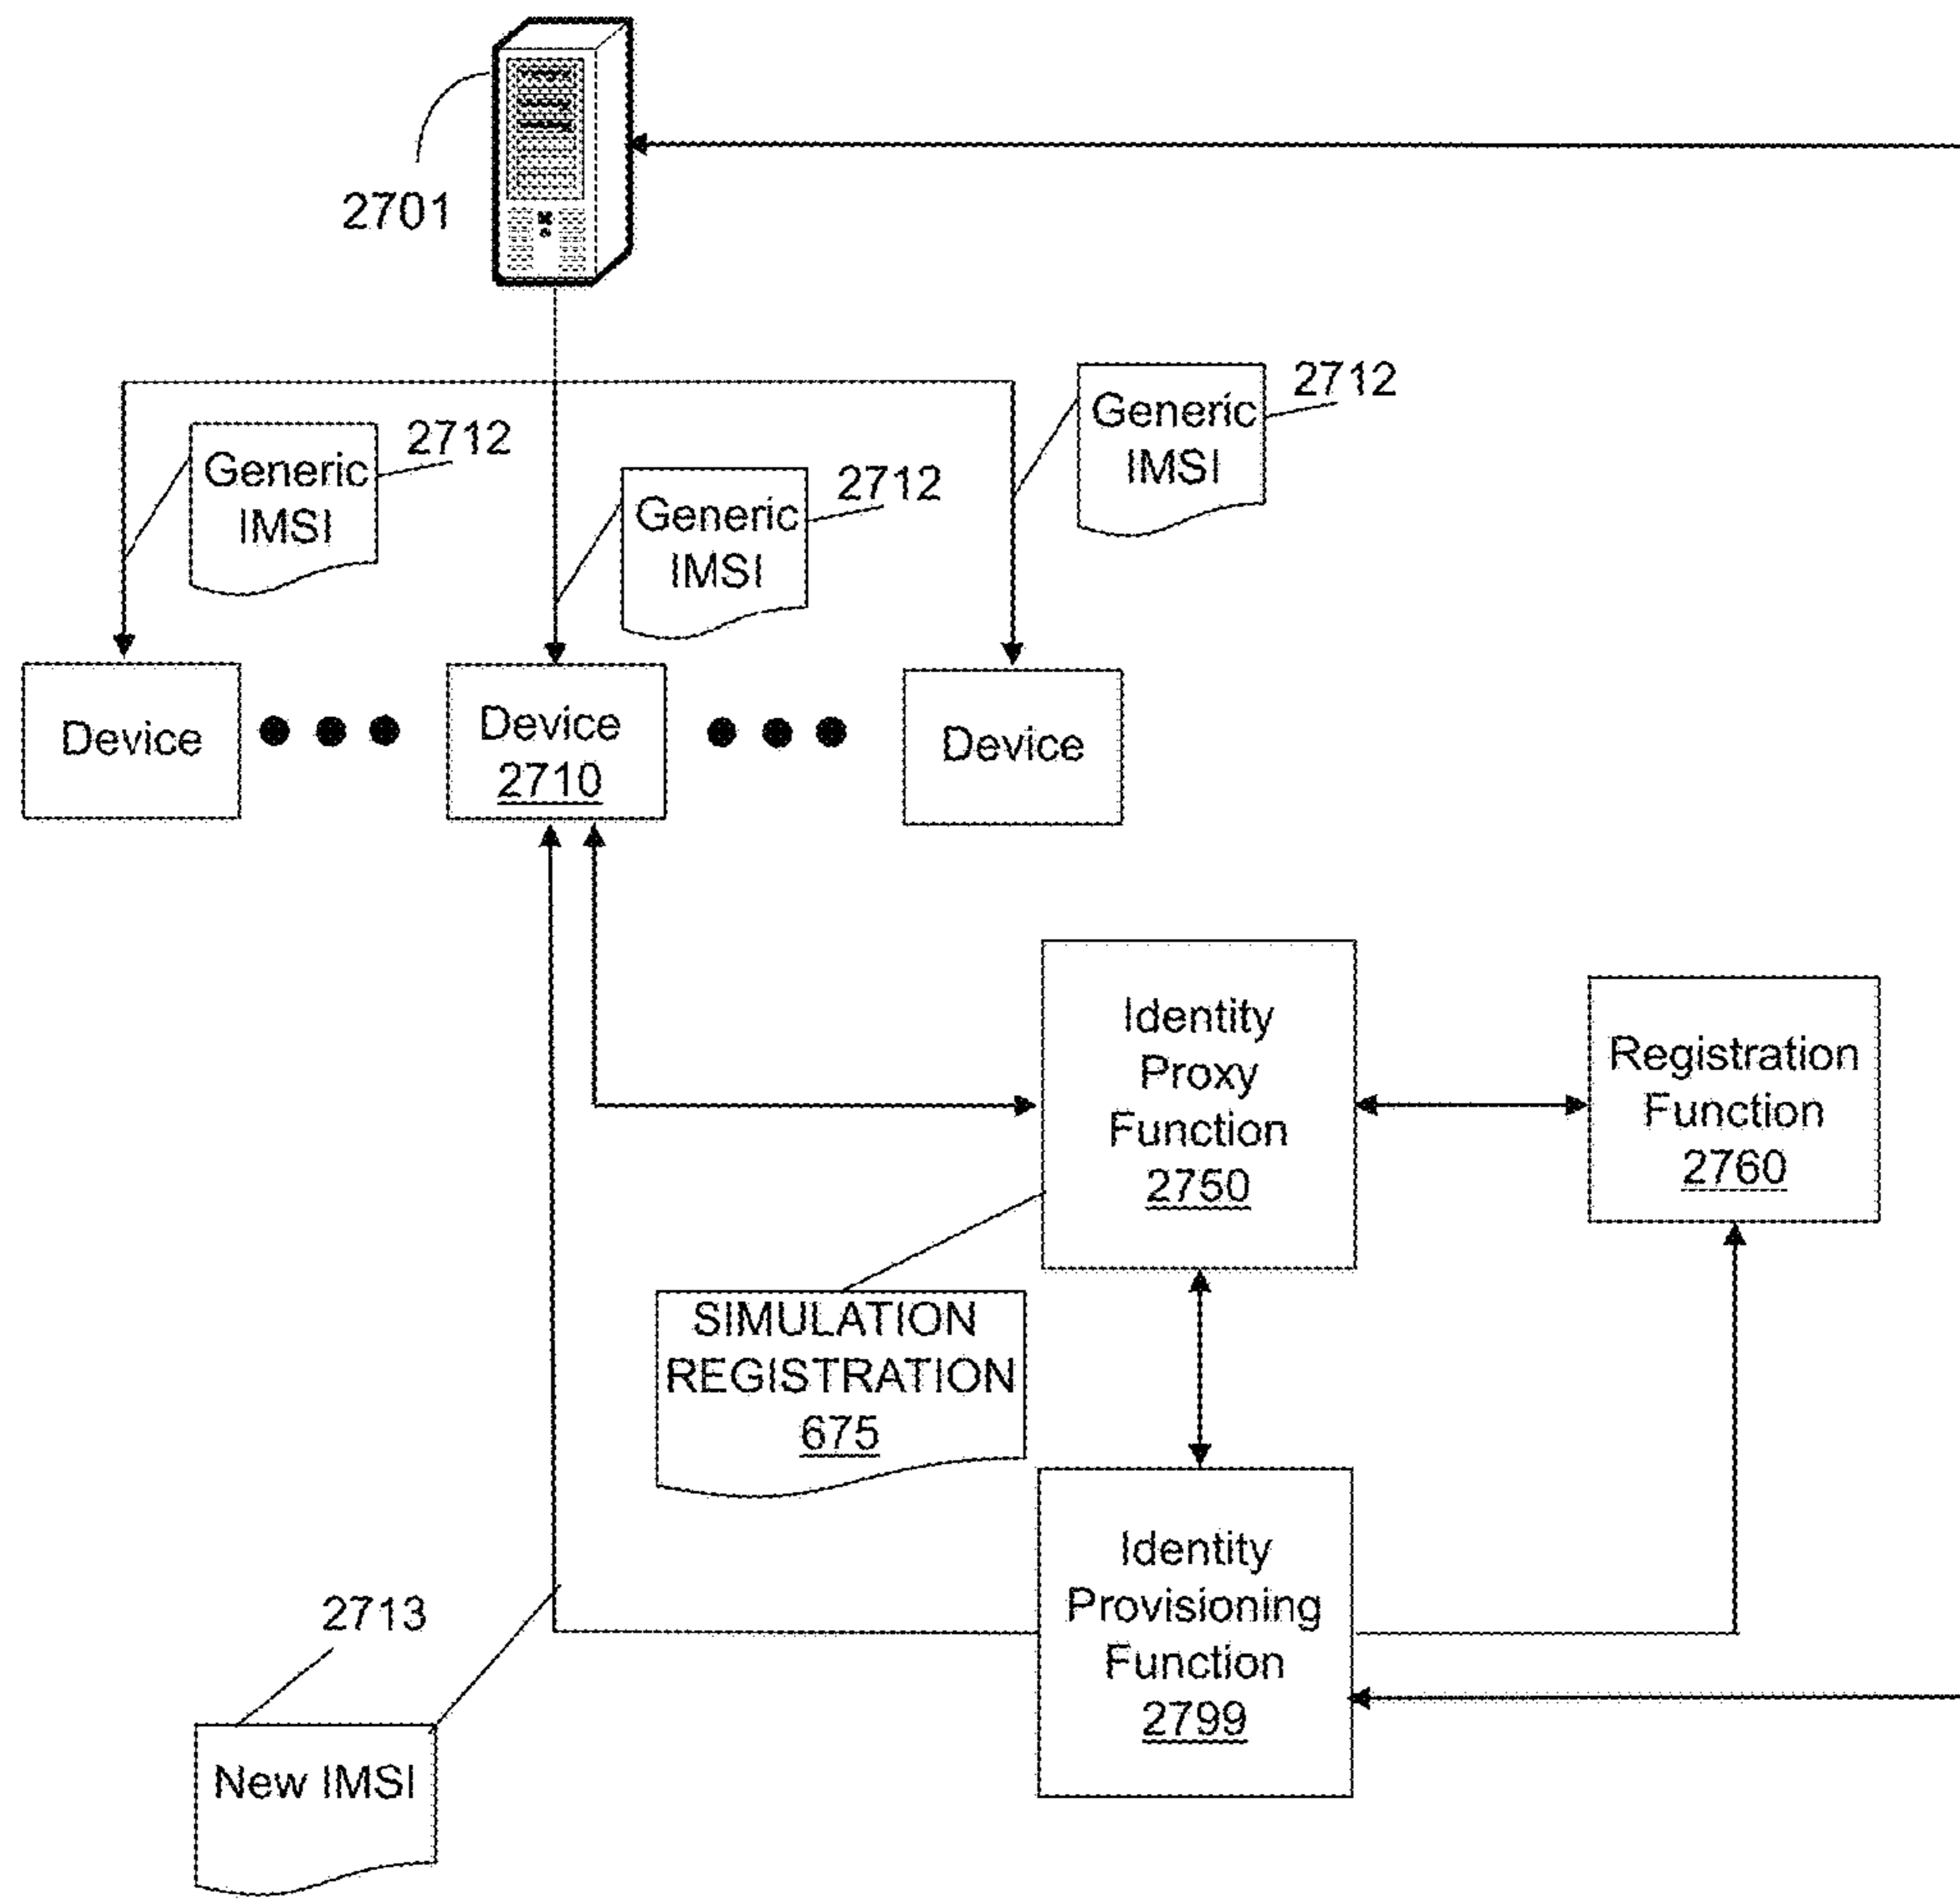 2701
2712
Generic
IMSI
2712
Generic
IMSI
2712
Generic
IMSI
Device
Device
2710
Device
Identity
Proxy
Function
2750
Registration
Function
2760
SIMULATION
REGISTRATION
675
Identity
Provisioning
Function
2799
2713
New IMSI